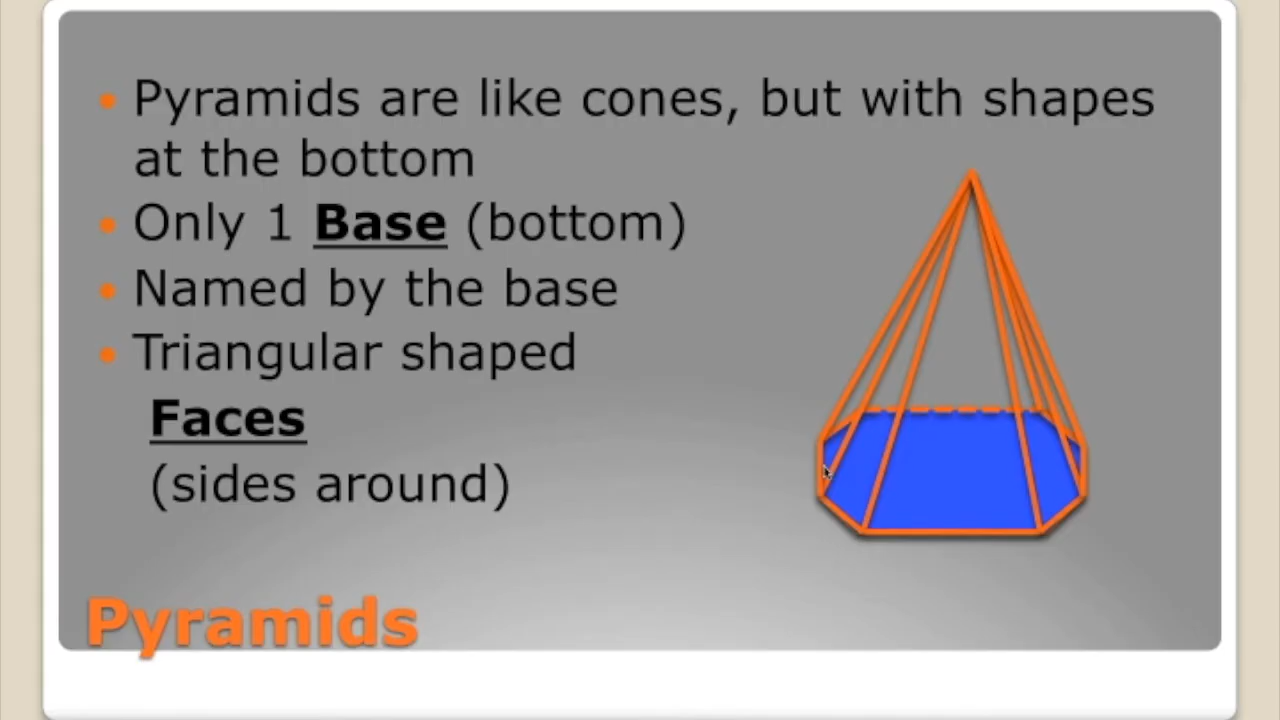 Pyramids are like cones, but with shapes
at the bottom
Only 1 Base (bottom)
Named by the base
Triangular shaped
Faces
(sides around)
Pyramids